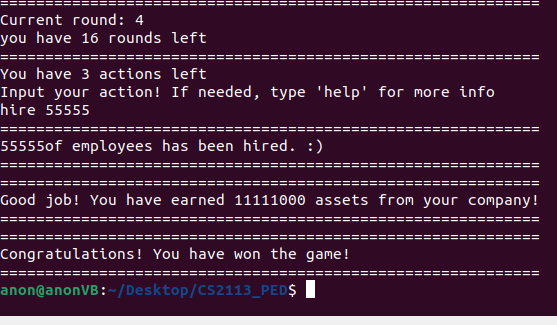 ============================================================
Current round: 4
you have 16 rounds left
============================================================
You have 3 actions left
Input your action! If needed, type 'help' for more info
hire 55555
============================================================
55555of employees has been hired. :)
============================================================
============================================================
Good job! You have earned 11111000 assets from your company!
============================================================
============================================================
Congratulations! You have won the game!
============================================================
anon@anonVB:~/Desktop/CS2113_PED$